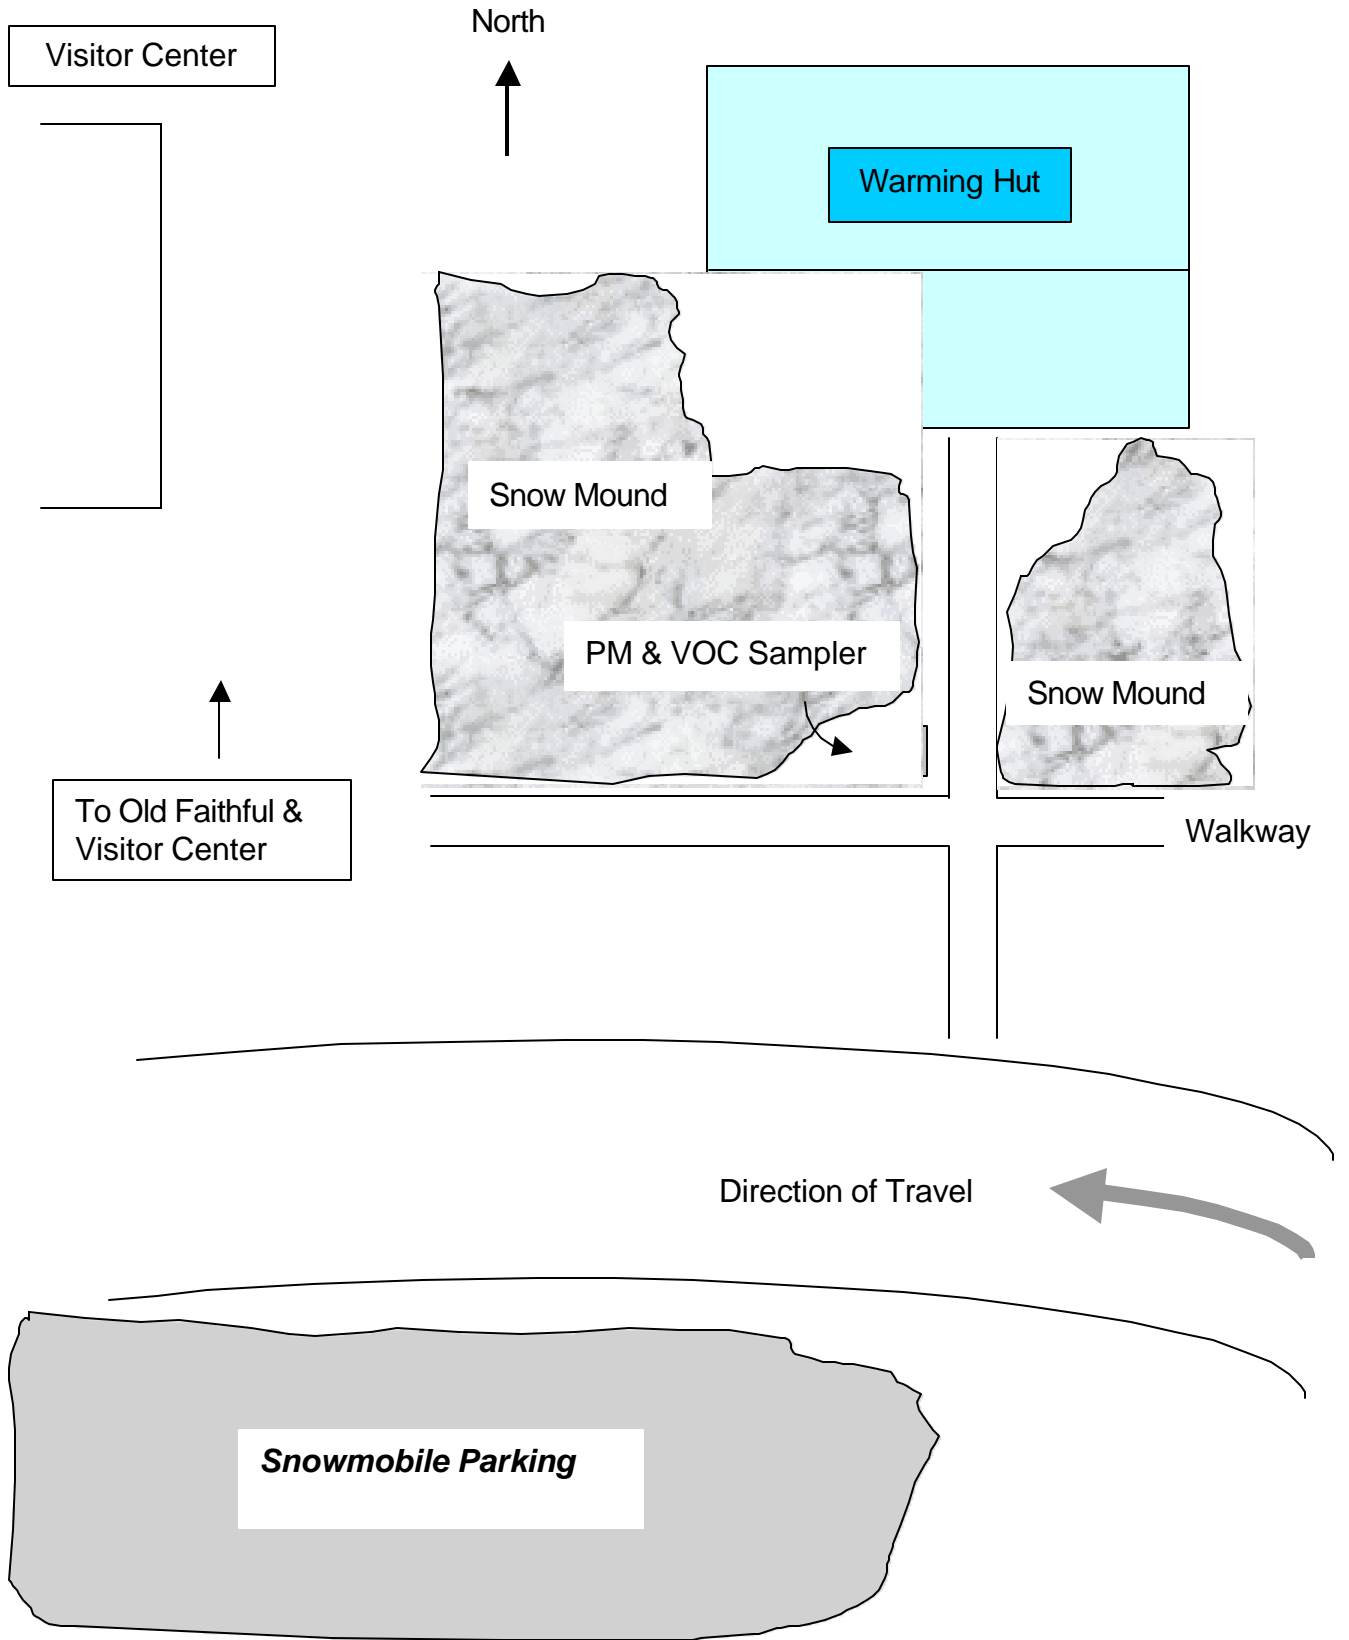 North
Visitor Center
Warming Hut
Snow Mound
PM & VOC Sampler
Snow Mound
To Old Faithful &
Visitor Center
Walkway
Direction of Travel
Snowmobile Parking